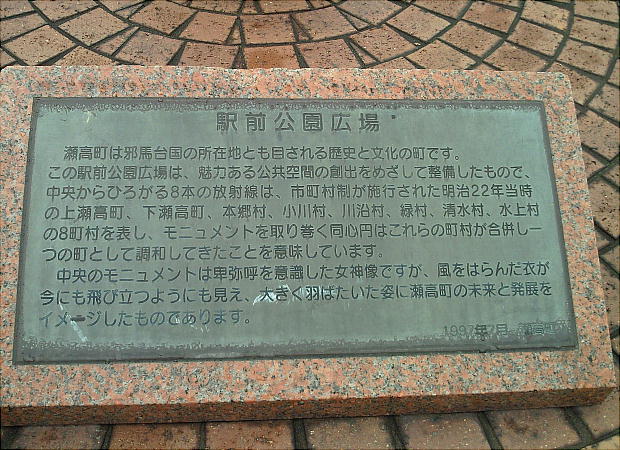 駅前公園広場
瀬高町は邪馬台国の所在地とも目される歴史と文化の町です。
この駅前公園広場は、魅力ある公共空間の創出をめざして整備したもので、
中央からひろがる8本の放射線は、市町村制が施行された明治22年当時
の上瀬高町、下瀬高町、本郷村、小川村、川沿村、緑村、清水村、水上村
の8町村を表し、モニュメントを取り巻く同心円はこれらの町村が合併し一
つの町として調和してきたことを意味しています。
中央のモニュメントは卑弥呼を意識した女神像ですが、風をはらんだ衣が
今にも飛び立つようにも見え、大きく羽ばたいた姿に瀬高町の未来と発展を
イメージしたものであります。
1997年7月 瀬高町